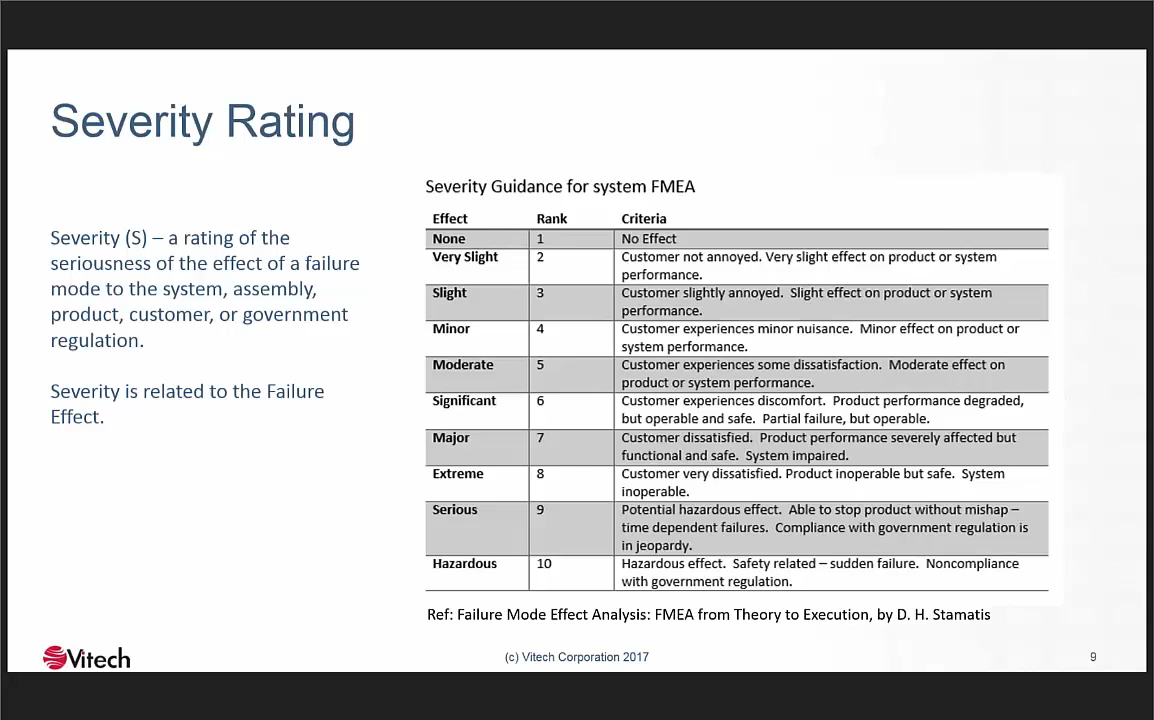 Severity Rating
Severity (S) – a rating of the
seriousness of the effect of a failure
mode to the system, assembly,
product, customer, or government
regulation.
Severity is related to the Failure
Effect.
Severity Guidance for system FMEA
Effect Rank Criteria
None 1 No Effect
Very Slight 2 Customer not annoyed. Very slight effect on product or system
performance.
Slight 3 Customer slightly annoyed. Slight effect on product or system
performance.
Minor 4 Customer experiences minor nuisance. Minor effect on product or
system performance.
Moderate 5 Customer experiences some dissatisfaction. Moderate effect on
product or system performance.
Significant 6 Customer experiences discomfort. Product performance degraded,
but operable and safe. Partial failure, but operable.
Major 7 Customer dissatisfied. Product performance severely affected but
functional and safe. System impaired.
Extreme 8 Customer very dissatisfied. Product inoperable but safe. System
inoperable.
Serious 9 Potential hazardous effect. Able to stop product without mishap –
time dependent failures. Compliance with government regulation is
in jeopardy.
Hazardous 10 Hazardous effect. Safety related – sudden failure. Noncompliance
with government regulation.
Ref: Failure Mode Effect Analysis: FMEA from Theory to Execution, by D. H. Stamatis
Vitech
(c) Vitech Corporation 2017
9